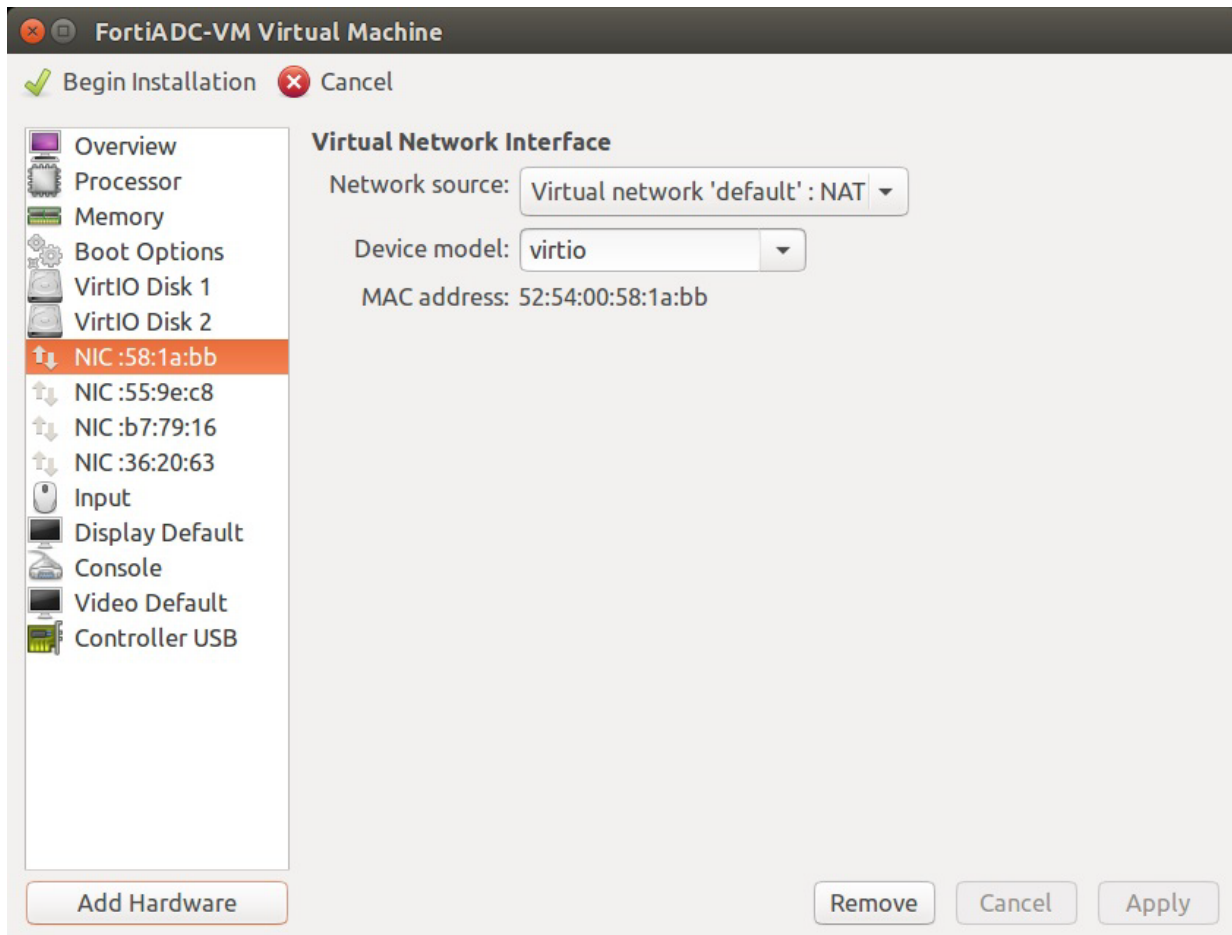 FortiADC-VM Virtual Machine
Begin Installation Cancel
Overview
Processor
Memory
Boot Options
VirtIO Disk 1
VirtIO Disk 2
NIC :58:1a:bb
NIC :55:9e:c8
NIC :b7:79:16
NIC :36:20:63
Input
Display Default
Console
Video Default
Controller USB
Add Hardware
Virtual Network Interface
Network source: Virtual network 'default' : NAT
Device model: virtio
MAC address: 52:54:00:58:1a:bb
Remove Cancel Apply